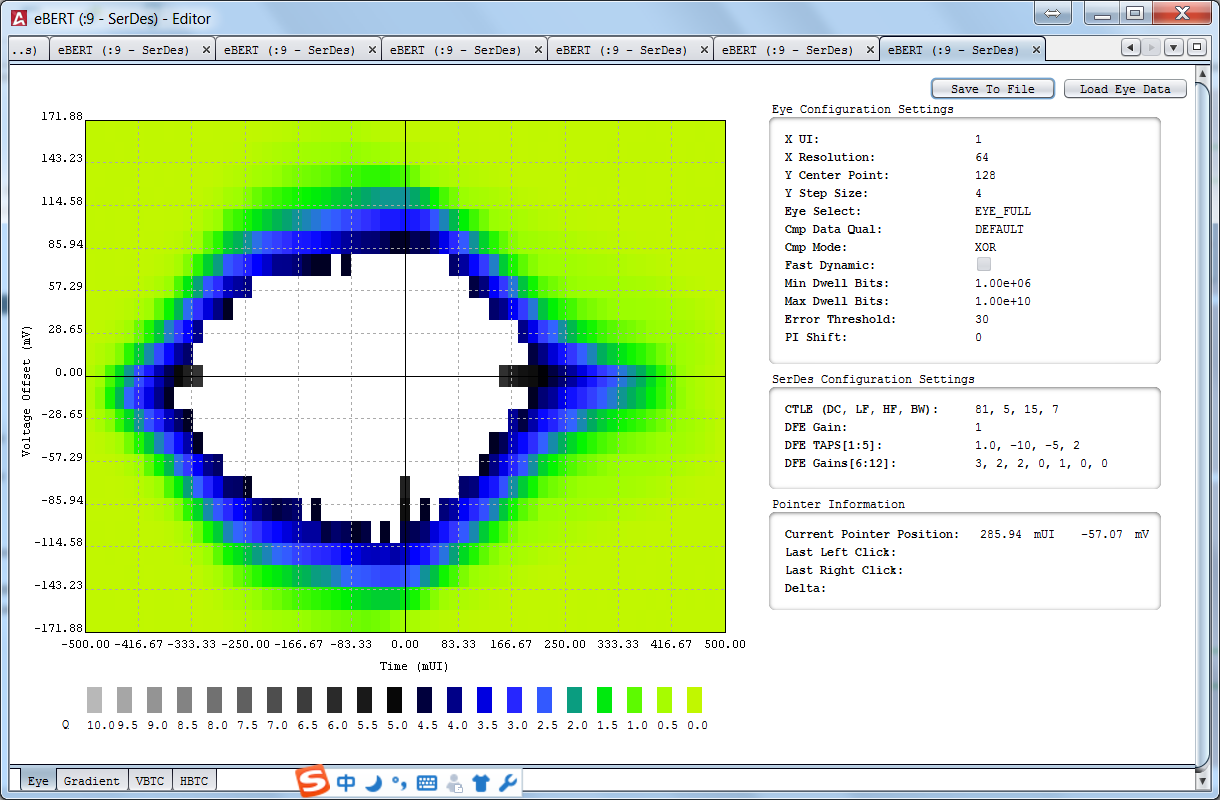 eBERT (:9 - SerDes) - Editor
..s) eBERT (:9 - SerDes) eBERT (:9 - SerDes) eBERT (:9 - SerDes) eBERT (:9 - SerDes) eBERT (:9 - SerDes) eBERT (:9 - SerDes)
Save To File Load Eye Data
Eye Configuration Settings
X UI: 1
X Resolution: 64
Y Center Point: 128
Y Step Size: 4
Eye Select: EYE_FULL
Cmp Data Qual: DEFAULT
Cmp Mode: XOR
Fast Dynamic:
Min Dwell Bits: 1.00e+06
Max Dwell Bits: 1.00e+10
Error Threshold: 30
PI Shift: 0
SerDes Configuration Settings
CTLE (DC, LF, HF, BW): 81, 5, 15, 7
DFE Gain: 1
DFE TAPS[1:5]: 1.0, -10, -5, 2
DFE Gains[6:12]: 3, 2, 2, 0, 1, 0, 0
Pointer Information
Current Pointer Position: 285.94 mUI -57.07 mV
Last Left Click:
Last Right Click:
Delta:
Voltage Offset (mV)
171.88
143.23
114.58
85.94
57.29
28.65
0.00
-28.65
-57.29
-85.94
-114.58
-143.23
-171.88
-500.00 -416.67 -333.33 -250.00 -166.67 -83.33 0.00 83.33 166.67 250.00 333.33 416.67 500.00
Time (mUI)
Q 10.0 9.5 9.0 8.5 8.0 7.5 7.0 6.5 6.0 5.5 5.0 4.5 4.0 3.5 3.0 2.5 2.0 1.5 1.0 0.5 0.0
Eye Gradient VBTC HBTC
S 中